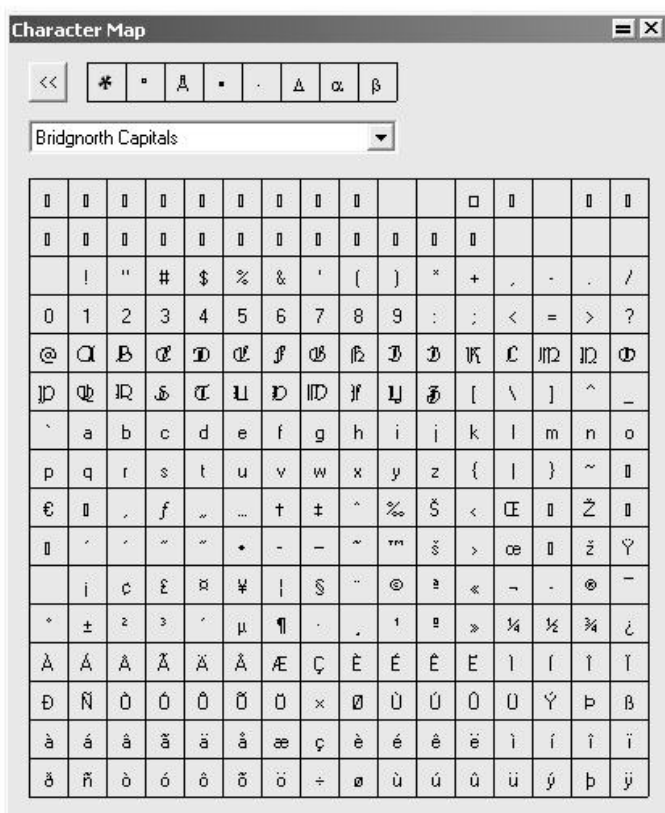 Character Map
<< * ▫ Å ▪ · Δ α β
Bridgnorth Capitals
! " # $ % & ' ( ) * + , - . /
0 1 2 3 4 5 6 7 8 9 : ; < = > ?
@ A B C D E F G H I J K L M N O
P Q R S T U V W X Y Z [ \ ] ^ _
` a b c d e f g h i j k l m n o
p q r s t u v w x y z { | } ~
€ ‚ ƒ „ … † ‡ ˆ ‰ Š ‹ Œ Ž
‘ ’ “ ” • – — ˜ ™ š › œ ž Ÿ
¡ ¢ £ ¤ ¥ ¦ § ¨ © ª « ¬ - ® ¯
° ± ² ³ ´ µ ¶ · ¸ ¹ º » ¼ ½ ¾ ¿
À Á Â Ã Ä Å Æ Ç È É Ê Ë Ì Í Î Ï
Ð Ñ Ò Ó Ô Õ Ö × Ø Ù Ú Û Ü Ý Þ ß
à á â ã ä å æ ç è é ê ë ì í î ï
ð ñ ò ó ô õ ö ÷ ø ù ú û ü ý þ ÿ